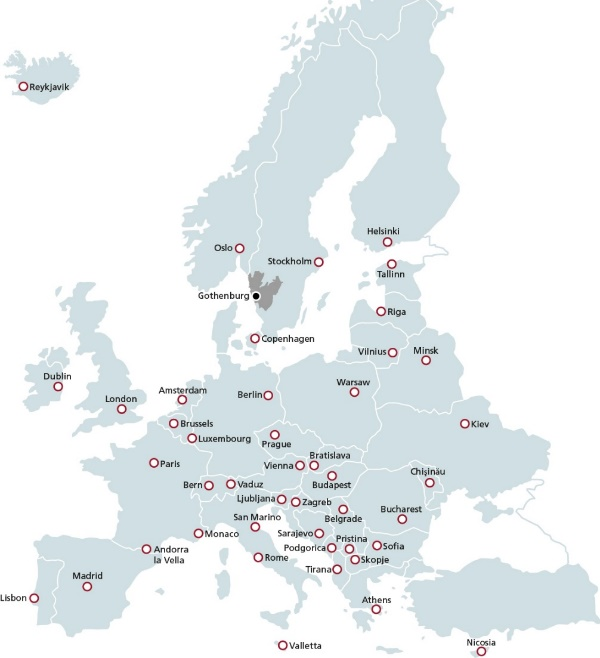 Reykjavik
Helsinki
Oslo
Stockholm
Tallinn
Gothenburg
Riga
Copenhagen
Vilnius
Minsk
Dublin
Warsaw
Amsterdam
Berlin
London
Brussels
Kiev
Luxembourg
Prague
Bratislava
Paris
Vienna
Chişinău
Bern
Vaduz
Budapest
Ljubljana
Zagreb
Bucharest
San Marino
Belgrade
Monaco
Sarajevo
Pristina
Andorra
la Vella
Podgorica
Sofia
Rome
Skopje
Tirana
Madrid
Lisbon
Athens
Valletta
Nicosia